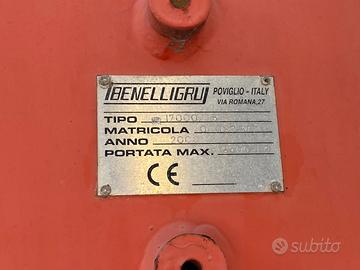 BENELLIGRU
POVIGLIO - ITALY
VIA ROMANA, 27
TIPO
MATRICOLA
ANNO
PORTATA MAX.
CE
subito